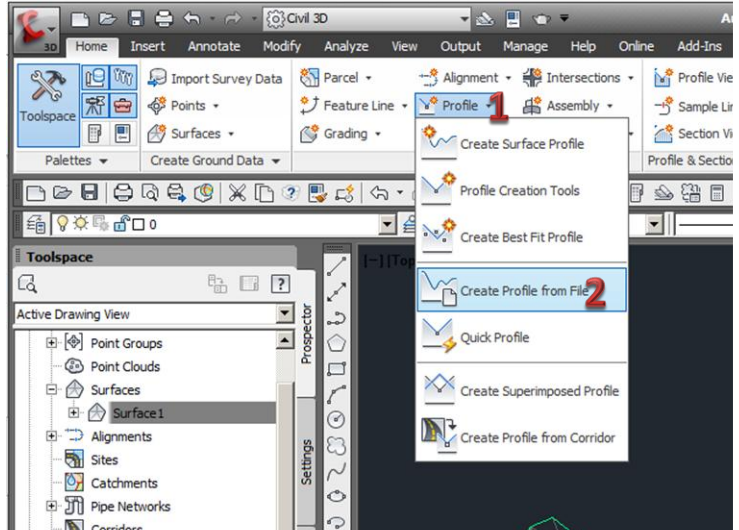 Civil 3D
A
3D
Home Insert Annotate Modify Analyze View Output Manage Help Online Add-Ins
Toolspace
Import Survey Data
Points
Surfaces
Parcel
Feature Line
Grading
Alignment
Profile 1
Intersections
Assembly
Profile Vie
Sample Lin
Section Vi
Palettes
Create Ground Data
Profile & Sectio
Create Surface Profile
Profile Creation Tools
Create Best Fit Profile
Create Profile from File 2
Quick Profile
Create Superimposed Profile
Create Profile from Corridor
0
[-] [Top
Toolspace
Active Drawing View
Point Groups
Point Clouds
Surfaces
Surface1
Alignments
Sites
Catchments
Pipe Networks
Corridors
Prospector
Settings